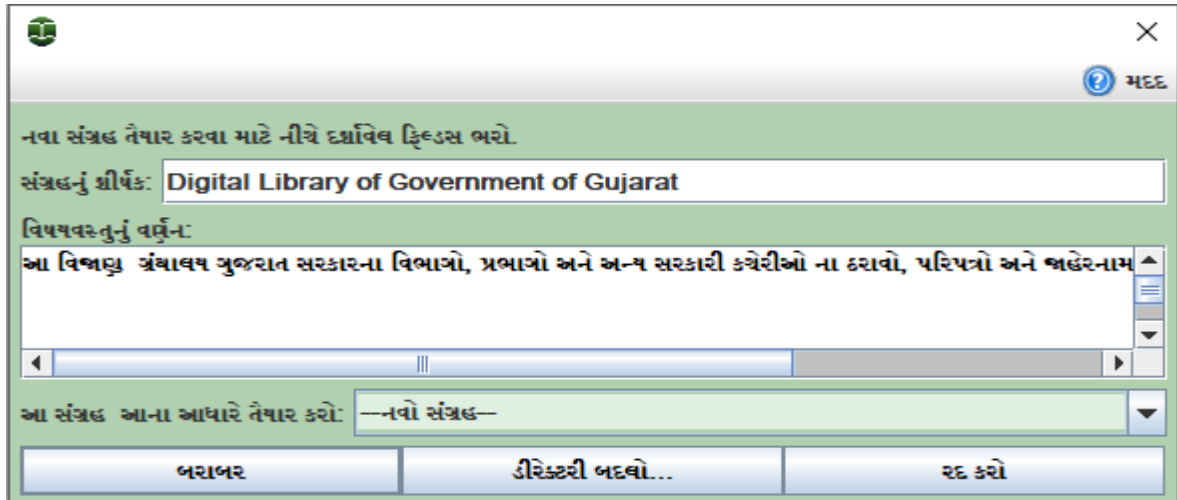 મદદ
નવા સંગ્રહ તૈયાર કરવા માટે નીચે દર્શાવેલ ફિલ્ડસ ભરો.
સંગ્રહનું શીર્ષક: Digital Library of Government of Gujarat
વિષયવસ્તુનું વર્ણન:
આ વિજાણુ ગ્રંથાલય ગુજરાત સરકારના વિભાગો, પ્રભાગો અને અન્ય સરકારી કચેરીઓ ના ઠરાવો, પરિપત્રો અને જાહેરનામ
આ સંગ્રહ આના આધારે તૈયાર કરો: --નવો સંગ્રહ--
બરાબર ડીરેક્ટરી બદલો... રદ કરો